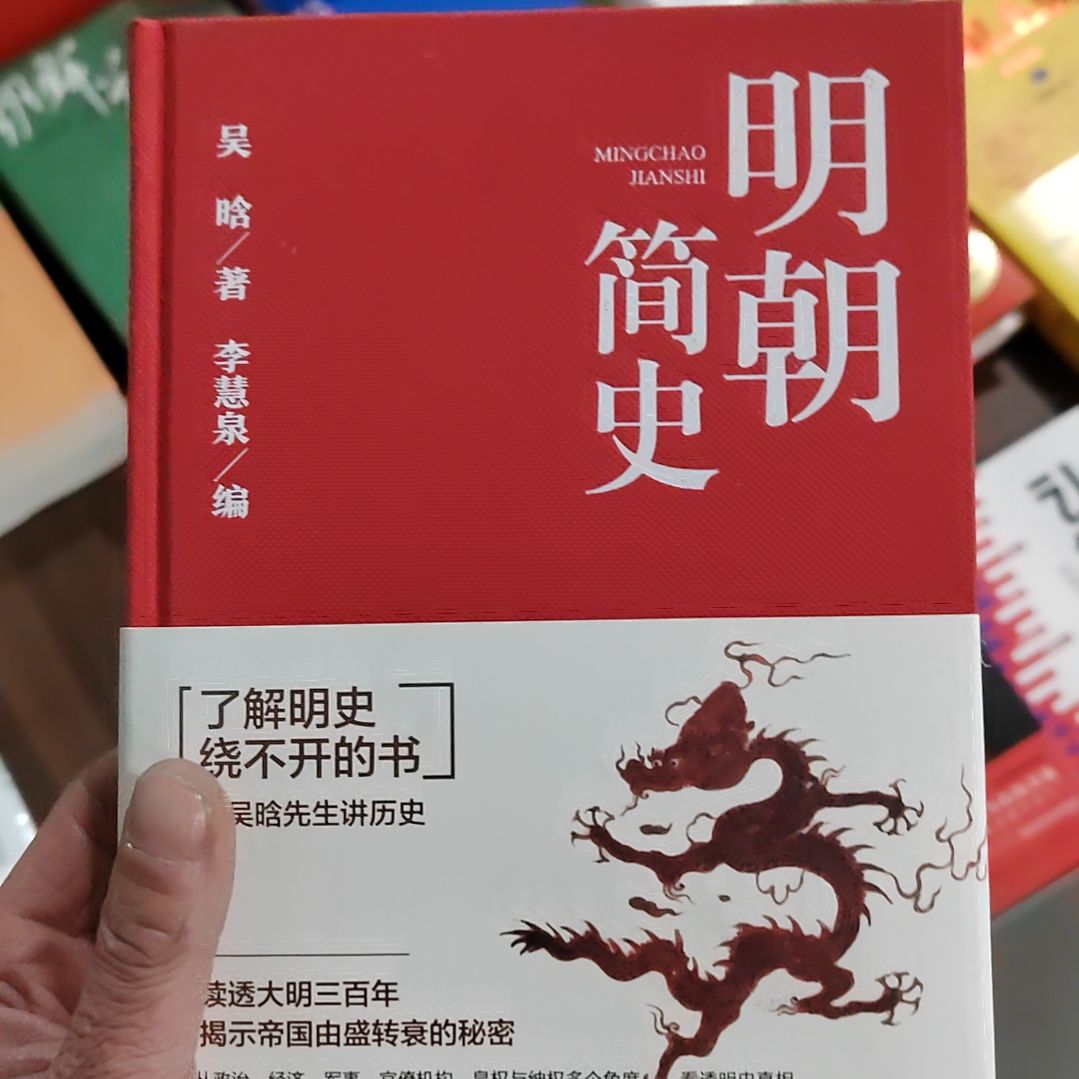 明朝
简史
MINGCHAO
JIANSHI
吴晗/著 李慧泉/编
了解明史
绕不开的书
吴晗先生讲历史
读透大明三百年
揭示帝国由盛转衰的秘密